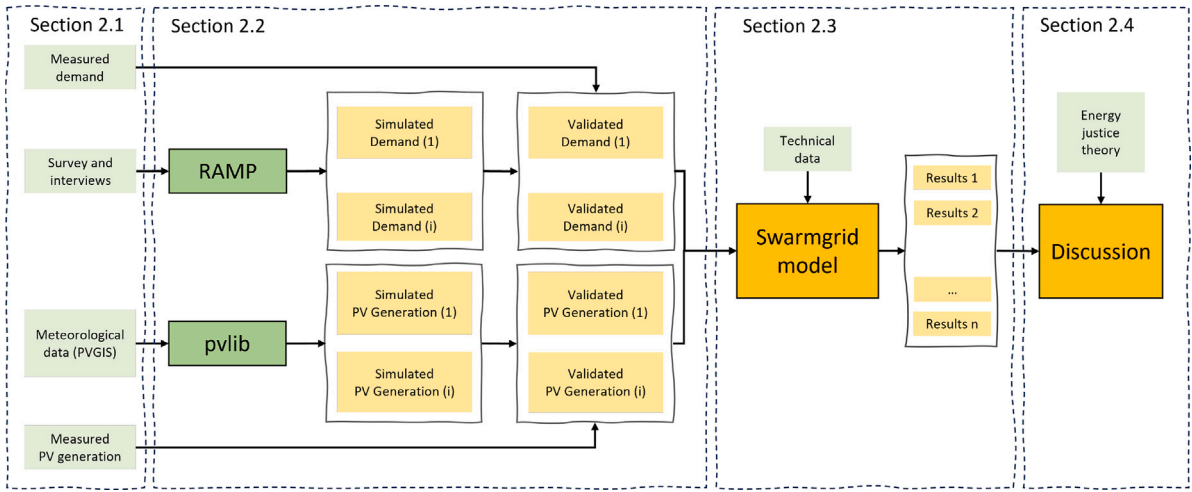 Section 2.1
Measured
demand
Survey and
interviews
Meteorological
data (PVGIS)
Measured
PV generation
Section 2.2
RAMP
pvlib
Simulated
Demand (1)
Simulated
Demand (i)
Simulated
PV Generation (1)
Simulated
PV Generation (i)
Validated
Demand (1)
Validated
Demand (i)
Validated
PV Generation (1)
Validated
PV Generation (i)
Section 2.3
Technical
data
Swarmgrid
model
Results 1
Results 2
...
Results n
Section 2.4
Energy
justice
theory
Discussion